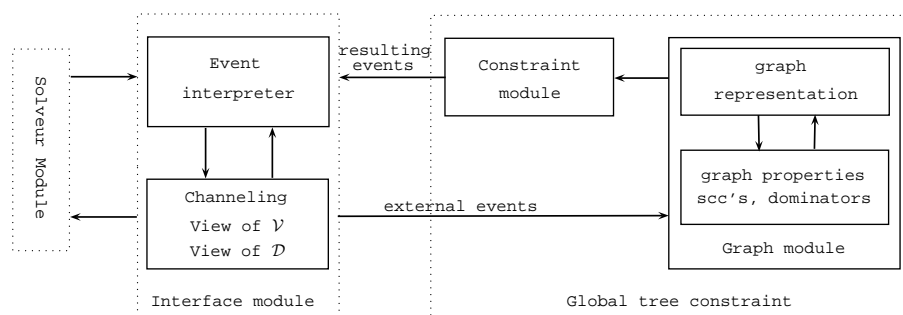 Solveur Module
Event
interpreter
Channeling
View of 𝒱
View of 𝒟
Interface module
resulting
events
external events
Constraint
module
graph
representation
graph properties
scc's, dominators
Graph module
Global tree constraint